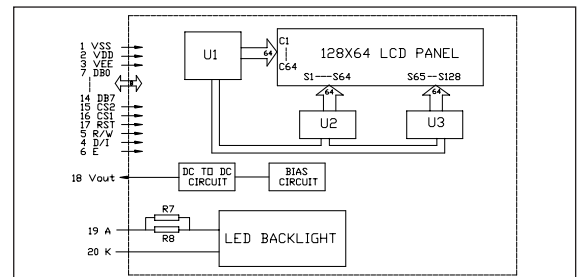 1 VSS
2 VDD
3 VEE
7 DB0
8
14 DB7
15 CS2
16 CS1
17 RST
5 R/W
4 D/I
6 E
U1
64
C1
C64
128X64 LCD PANEL
S1---S64
S65--S128
64
64
U2
U3
18 Vout
DC TO DC
CIRCUIT
BIAS
CIRCUIT
R7
R8
19 A
20 K
LED BACKLIGHT